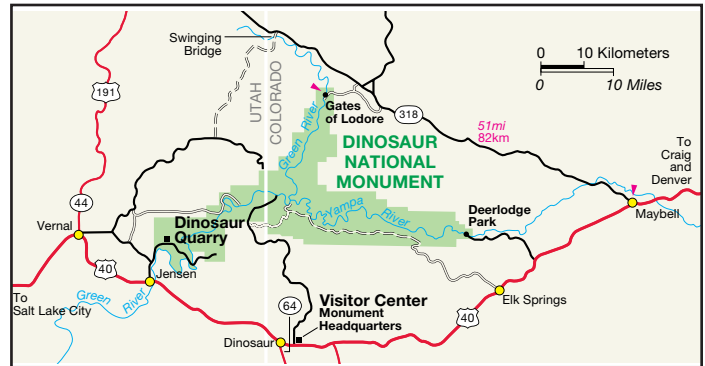 Swinging
Bridge
0 10 Kilometers
0 10 Miles
191
UTAH
COLORADO
Gates
of Lodore
318
51mi
82km
Green River
DINOSAUR
NATIONAL
MONUMENT
To
Craig
and
Denver
44
Vernal
Dinosaur
Quarry
Yampa
River
Deerlodge
Park
Maybell
40
Jensen
To
Salt Lake City
Green River
64
Visitor Center
Monument
Headquarters
Elk Springs
40
Dinosaur